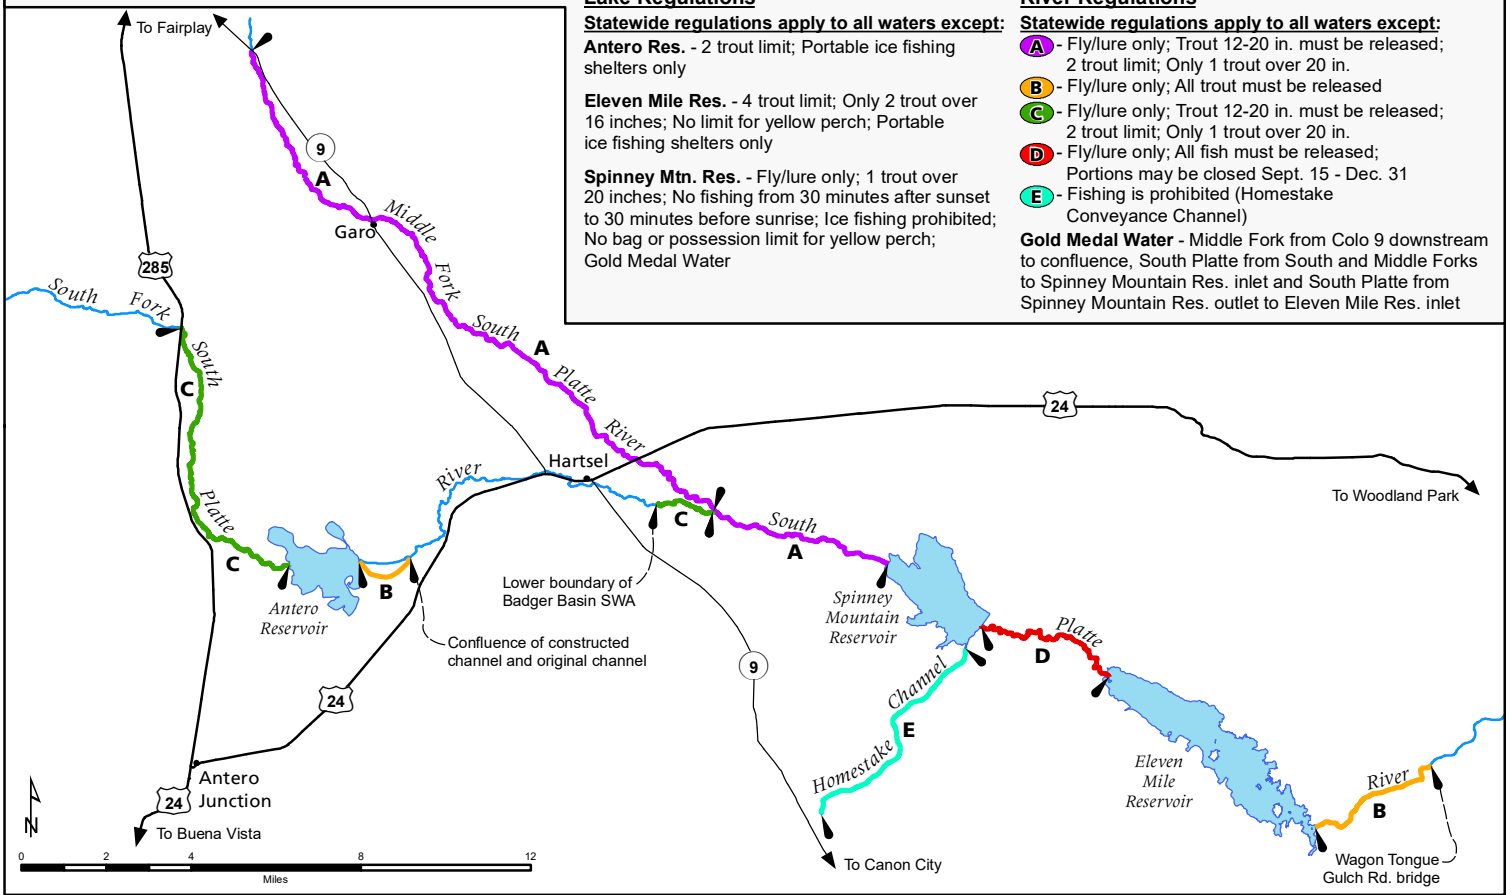 Lake Regulations
Statewide regulations apply to all waters except:
Antero Res. - 2 trout limit; Portable ice fishing
shelters only
Eleven Mile Res. - 4 trout limit; Only 2 trout over
16 inches; No limit for yellow perch; Portable
ice fishing shelters only
Spinney Mtn. Res. - Fly/lure only; 1 trout over
20 inches; No fishing from 30 minutes after sunset
to 30 minutes before sunrise; Ice fishing prohibited;
No bag or possession limit for yellow perch;
Gold Medal Water
River Regulations
Statewide regulations apply to all waters except:
A - Fly/lure only; Trout 12-20 in. must be released;
2 trout limit; Only 1 trout over 20 in.
B - Fly/lure only; All trout must be released
C - Fly/lure only; Trout 12-20 in. must be released;
2 trout limit; Only 1 trout over 20 in.
D - Fly/lure only; All fish must be released;
Portions may be closed Sept. 15 - Dec. 31
E - Fishing is prohibited (Homestake
Conveyance Channel)
Gold Medal Water - Middle Fork from Colo 9 downstream
to confluence, South Platte from South and Middle Forks
to Spinney Mountain Res. inlet and South Platte from
Spinney Mountain Res. outlet to Eleven Mile Res. inlet
To Fairplay
9
A
Garo
Middle
Fork
South
A
Platte
River
285
South
Fork
South
C
Platte
C
River
Hartsel
24
To Woodland Park
C
South
A
Lower boundary of
Badger Basin SWA
B
Antero
Reservoir
Confluence of constructed
channel and original channel
Spinney
Mountain
Reservoir
Platte
D
9
24
Channel
E
Homestake
Eleven
Mile
Reservoir
River
B
Antero
Junction
24
To Buena Vista
N
0 2 4 8 12
Miles
To Canon City
Wagon Tongue
Gulch Rd. bridge